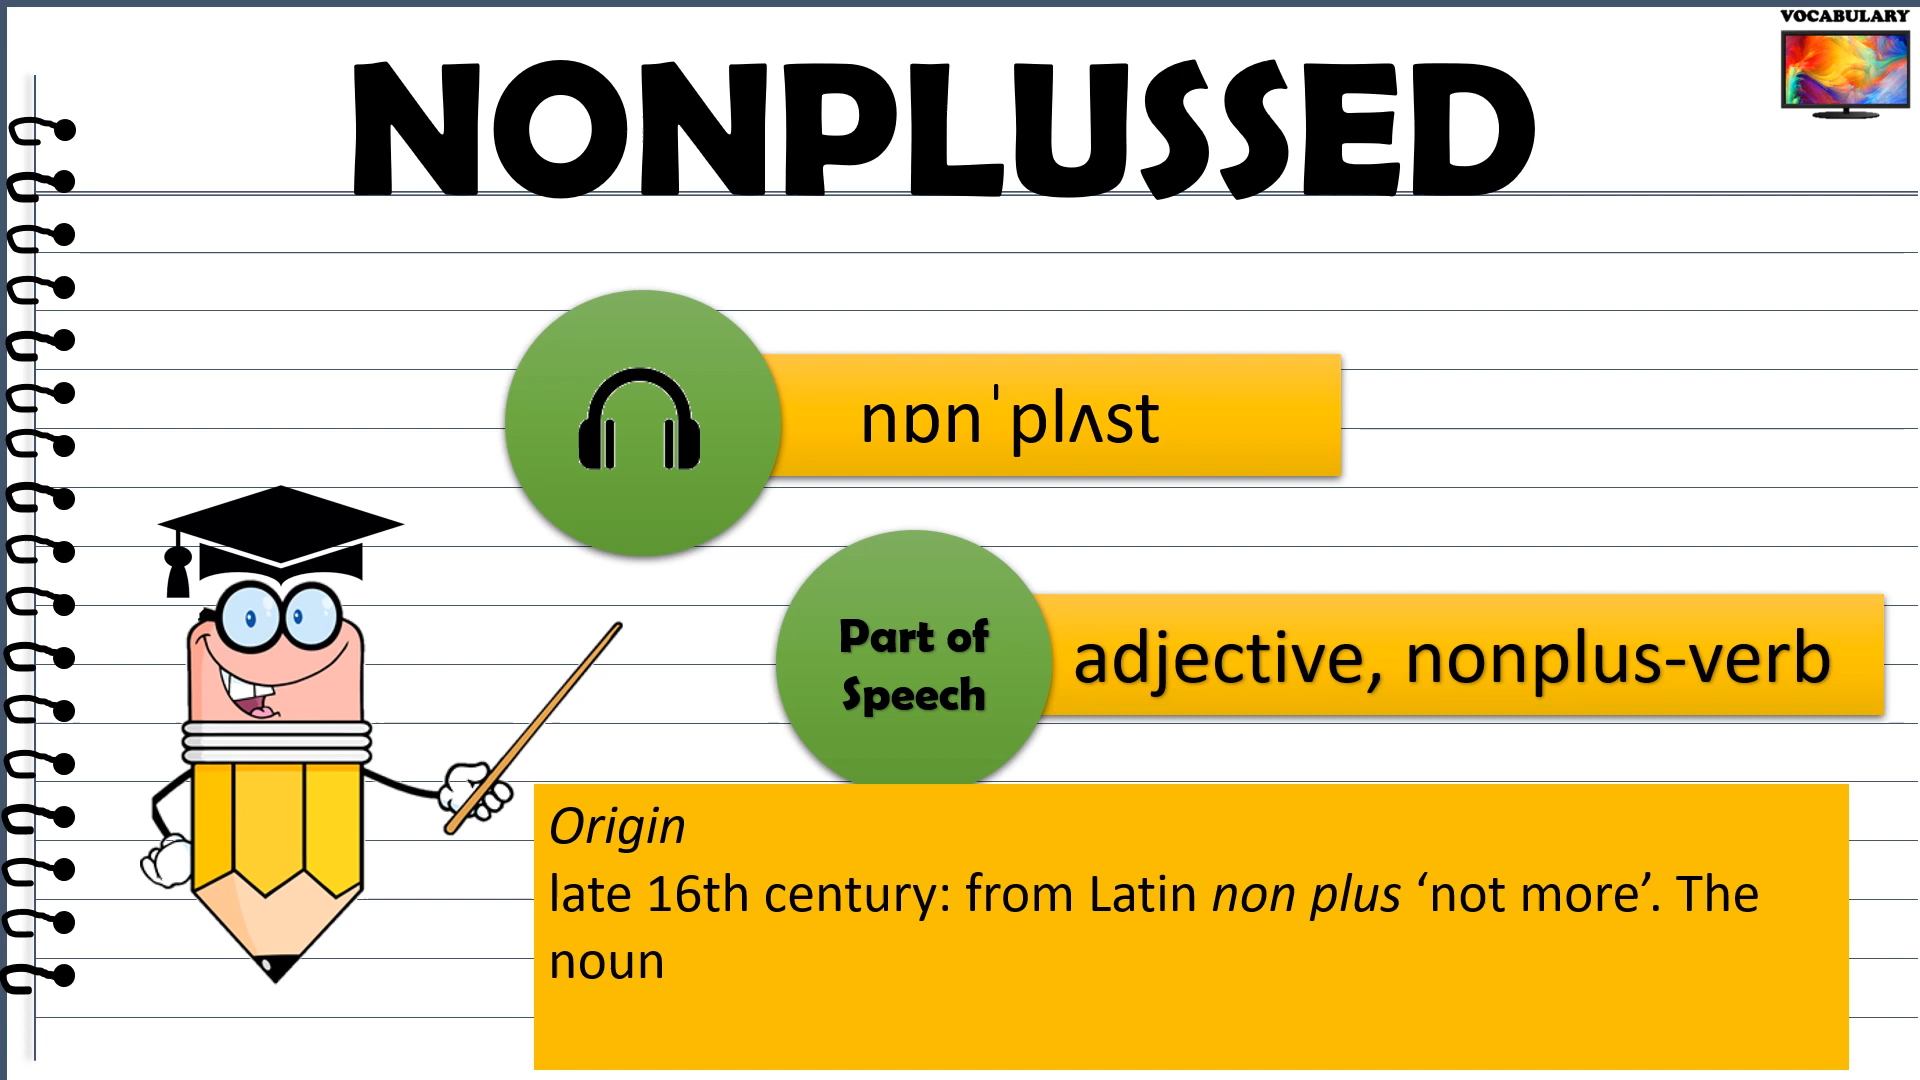 VOCABULARY
NONPLUSSED
nɒnˈplʌst
Part of
Speech
adjective, nonplus-verb
Origin
late 16th century: from Latin non plus ‘not more’. The
noun